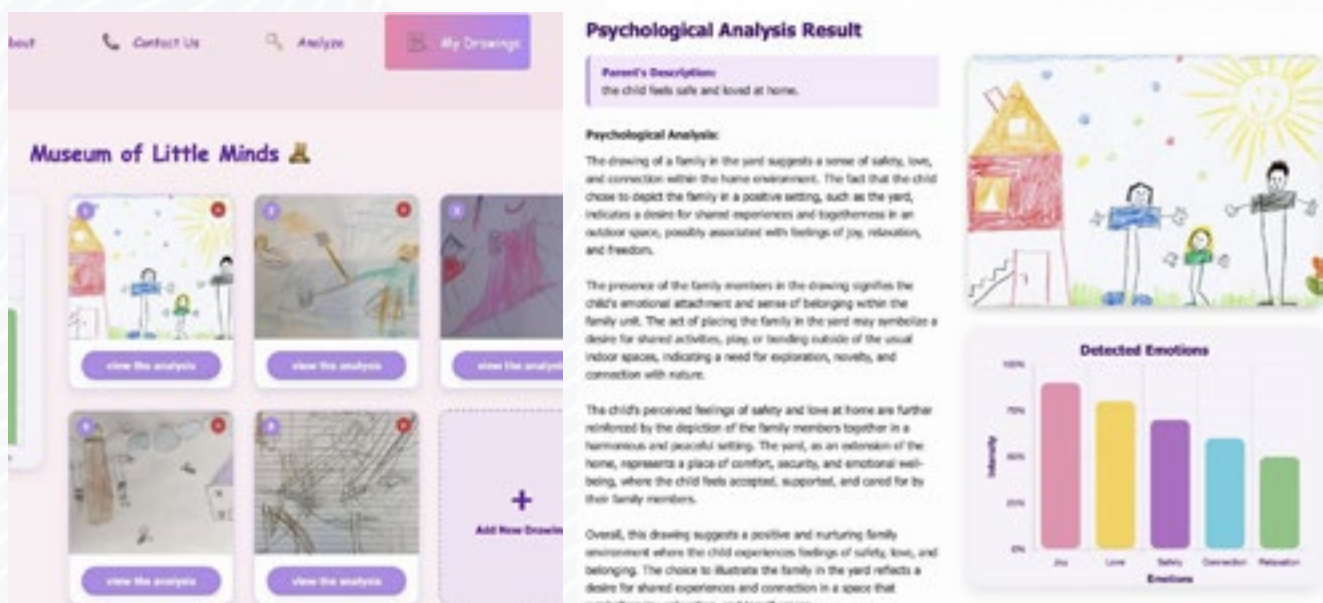 bout
Contact Us
Analyze
My Drawings
Museum of Little Minds
1
2
3
view the analysis
view the analysis
view the analysis
4
5
+
Add New Drawin
view the analysis
view the analysis
Psychological Analysis Result
Parent's Description:
the child feels safe and loved at home.
Psychological Analysis:
The drawing of a family in the yard suggests a sense of safety, love,
and connection within the home environment. The fact that the child
chose to depict the family in a positive setting, such as the yard,
indicates a desire for shared experiences and togetherness in an
outdoor space, possibly associated with feelings of joy, relaxation,
and freedom.
The presence of the family members in the drawing signifies the
child's emotional attachment and sense of belonging within the
family unit. The act of placing the family in the yard may symbolize a
desire for shared activities, play, or bonding outside of the usual
indoor spaces, indicating a need for exploration, novelty, and
connection with nature.
The child's perceived feelings of safety and love at home are further
reinforced by the depiction of the family members together in a
harmonious and peaceful setting. The yard, as an extension of the
home, represents a place of comfort, security, and emotional well-
being, where the child feels accepted, supported, and cared for by
their family members.
Overall, this drawing suggests a positive and nurturing family
environment where the child experiences feelings of safety, love, and
belonging. The choice to illustrate the family in the yard reflects a
desire for shared experiences and connection in a space that
Detected Emotions
100%
75%
50%
25%
0%
Intensity
Joy
Love
Safety
Connection
Relaxation
Emotions